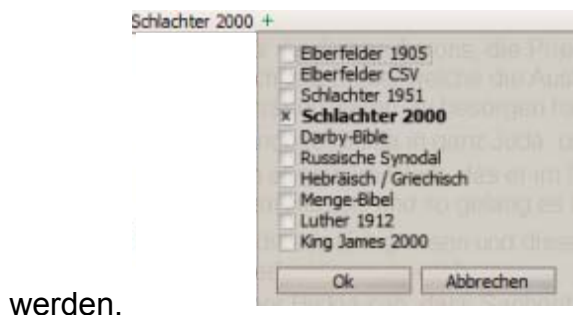 Schlachter 2000 +
Elberfelder 1905
Elberfelder CSV
Schlachter 1951
x Schlachter 2000
Darby-Bible
Russische Synodal
Hebräisch / Griechisch
Menge-Bibel
Luther 1912
King James 2000
Ok Abbrechen
werden.